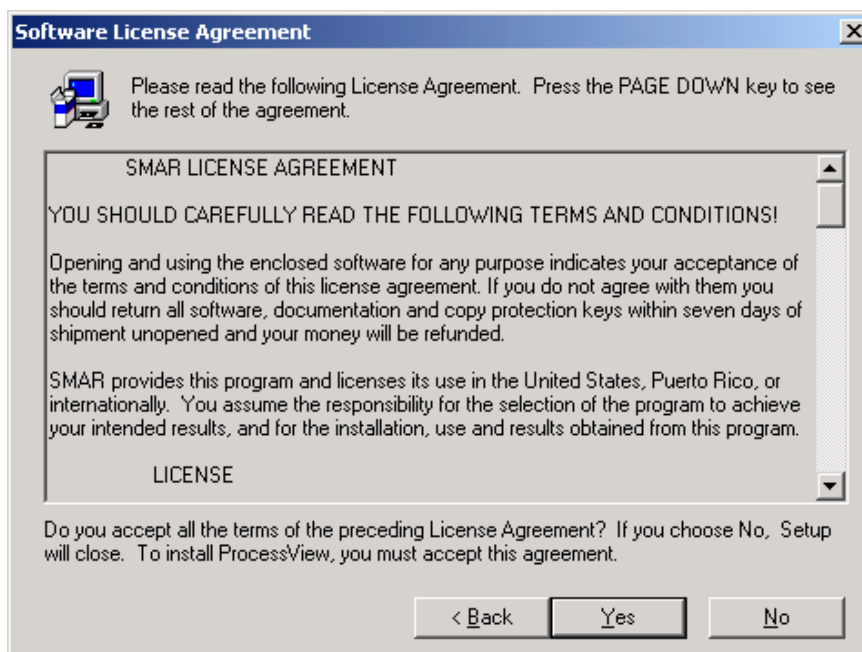 Software License Agreement
Please read the following License Agreement.  Press the PAGE DOWN key to see
the rest of the agreement.
SMAR LICENSE AGREEMENT
YOU SHOULD CAREFULLY READ THE FOLLOWING TERMS AND CONDITIONS!
Opening and using the enclosed software for any purpose indicates your acceptance of
the terms and conditions of this license agreement. If you do not agree with them you
should return all software, documentation and copy protection keys within seven days of
shipment unopened and your money will be refunded.
SMAR provides this program and licenses its use in the United States, Puerto Rico, or
internationally.  You assume the responsibility for the selection of the program to achieve
your intended results, and for the installation, use and results obtained from this program.
LICENSE
Do you accept all the terms of the preceding License Agreement?  If you choose No,  Setup
will close.  To install ProcessView, you must accept this agreement.
< Back
Yes
No